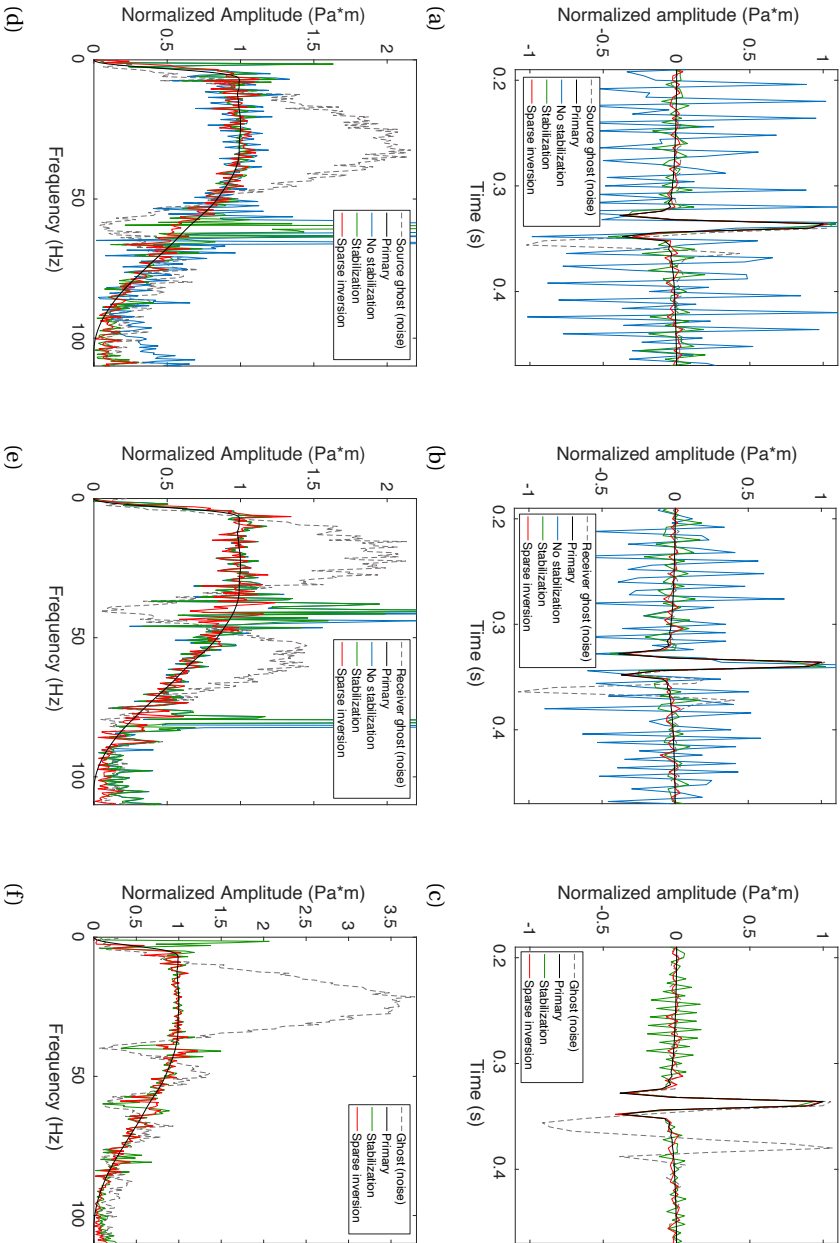 Normalized amplitude (Pa*m)
1
0.5
0
-0.5
-1
0.2
0.3
0.4
Time (s)
Source ghost (noise)
Primary
No stabilization
Stabilization
Sparse inversion
(a)
Normalized amplitude (Pa*m)
1
0.5
0
-0.5
-1
0.2
0.3
0.4
Time (s)
Receiver ghost (noise)
Primary
No stabilization
Stabilization
Sparse inversion
(b)
Normalized amplitude (Pa*m)
1
0
-0.5
-1
0.2
0.3
0.4
Time (s)
Ghost (noise)
Primary
Stabilization
Sparse inversion
(c)
Normalized Amplitude (Pa*m)
2
1.5
1
0.5
0
0
50
100
Frequency (Hz)
Source ghost (noise)
Primary
No stabilization
Stabilization
Sparse inversion
(d)
Normalized Amplitude (Pa*m)
2
1.5
1
0.5
0
0
50
100
Frequency (Hz)
Receiver ghost (noise)
Primary
No stabilization
Stabilization
Sparse inversion
(e)
Normalized Amplitude (Pa*m)
3.5
3
2.5
2
1.5
1
0.5
0
0
50
100
Frequency (Hz)
Ghost (noise)
Primary
Stabilization
Sparse inversion
(f)